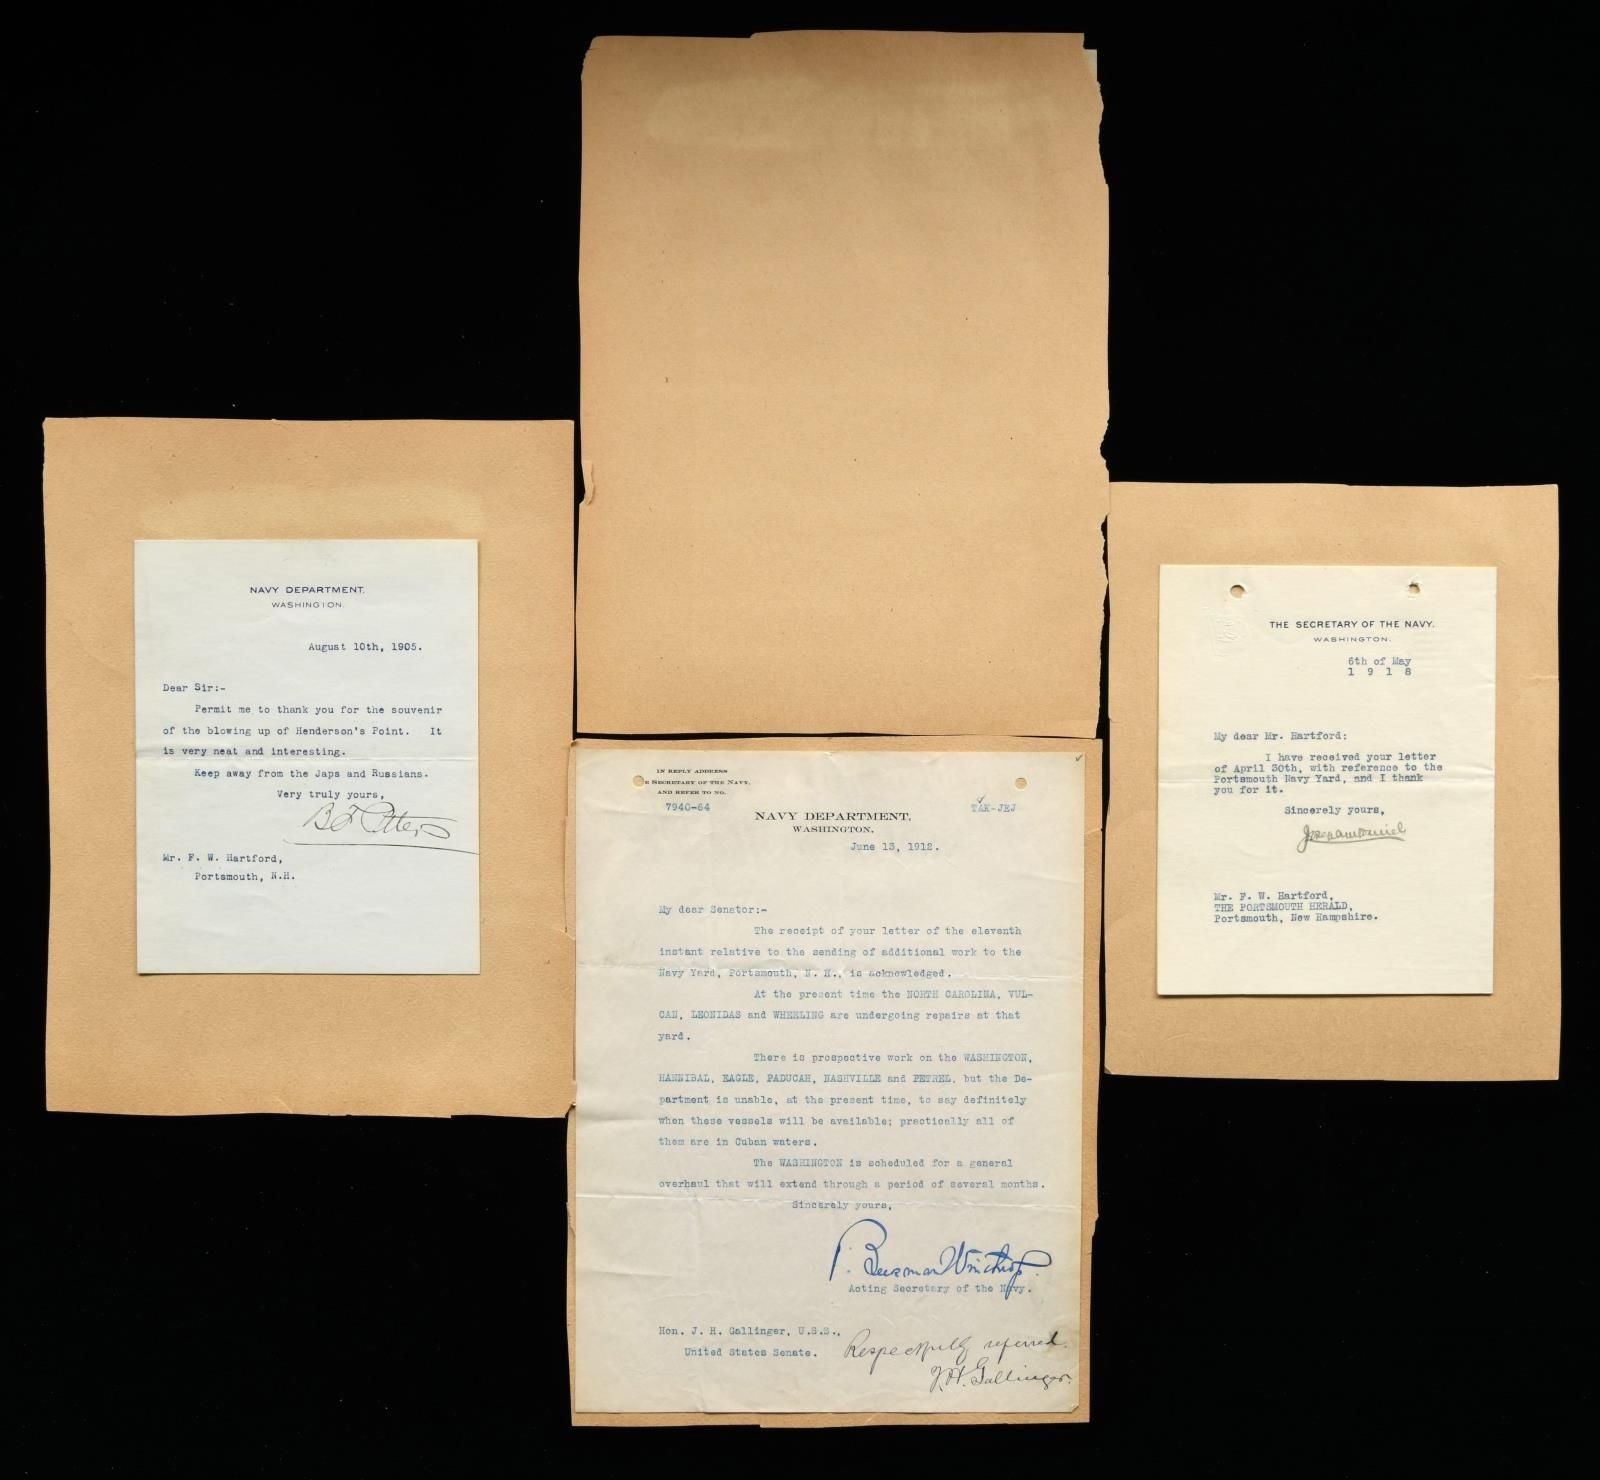 NAVY DEPARTMENT.
WASHINGTON.
August 10th, 1905.
Dear Sir:-
Permit me to thank you for the souvenir
of the blowing up of Henderson's Point. It
is very neat and interesting.
Keep away from the Japs and Russians.
Very truly yours,
Mr. F. W. Hartford,
Portsmouth, N.H.
IN REPLY ADDRESS
E SECRETARY OF THE NAVY,
AND REFER TO NO.
7940-64
TAK-JEJ
NAVY DEPARTMENT,
WASHINGTON.
June 13, 1912.
My dear Senator:-
The receipt of your letter of the eleventh
instant relative to the sending of additional work to the
Navy Yard, Portsmouth, N. H., is acknowledged.
At the present time the NORTH CAROLINA, VUL-
CAN, LEONIDAS and WHEELING are undergoing repairs at that
yard.
There is prospective work on the WASHINGTON,
HANNIBAL, EAGLE, PADUCAH, NASHVILLE and PETREL, but the De-
partment is unable, at the present time, to say definitely
when these vessels will be available; practically all of
them are in Cuban waters.
The WASHINGTON is scheduled for a general
overhaul that will extend through a period of several months.
Sincerely yours,
Beekman Winthrop
Acting Secretary of the Navy.
Hon. J. H. Gallinger, U.S.S.,
United States Senate.
Respectfully referred.
J. H. Gallinger.
THE SECRETARY OF THE NAVY.
WASHINGTON.
6th of May
1 9 1 8
My dear Mr. Hartford:
I have received your letter
of April 30th, with reference to the
Portsmouth Navy Yard, and I thank
you for it.
Sincerely yours,
Mr. F. W. Hartford,
THE PORTSMOUTH HERALD,
Portsmouth, New Hampshire.